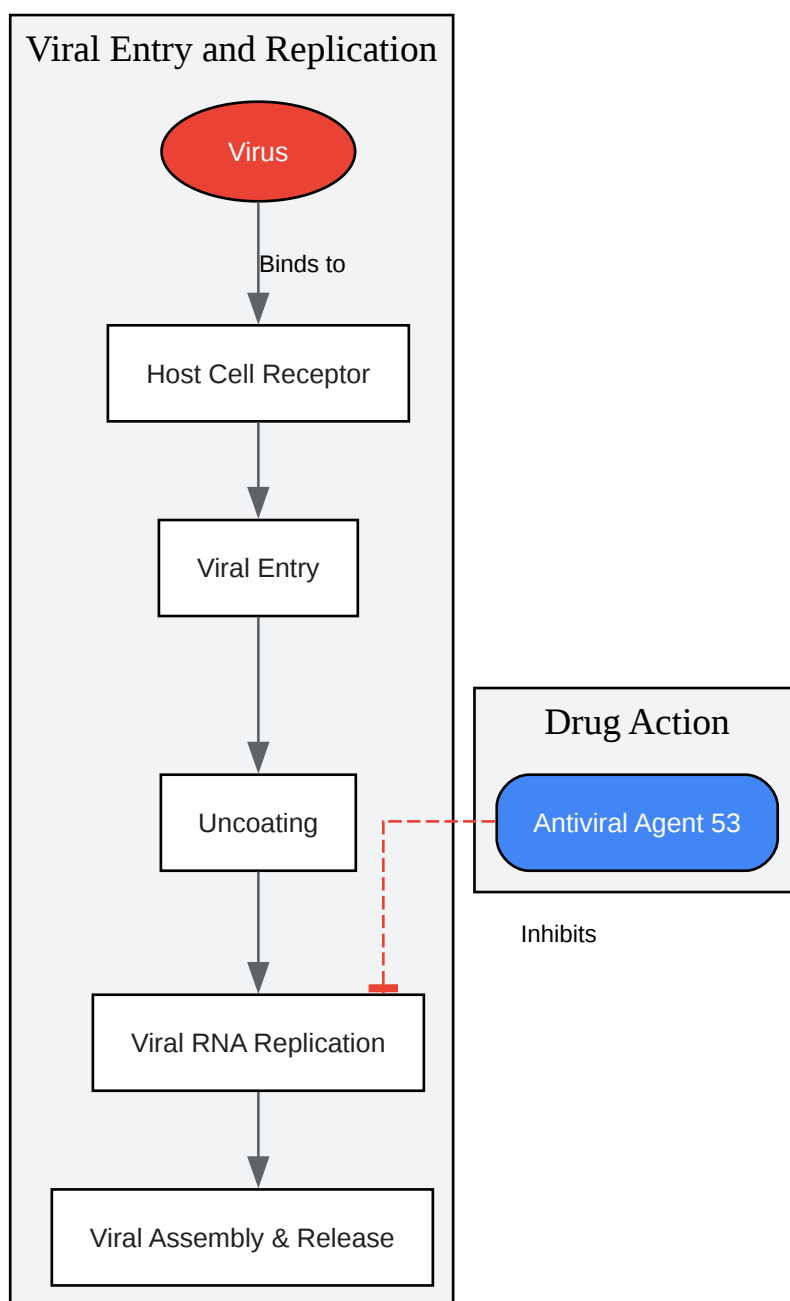 Viral Entry and Replication
Virus
Binds to
Host Cell Receptor
Viral Entry
Uncoating
Viral RNA Replication
Viral Assembly & Release
Drug Action
Antiviral Agent 53
Inhibits